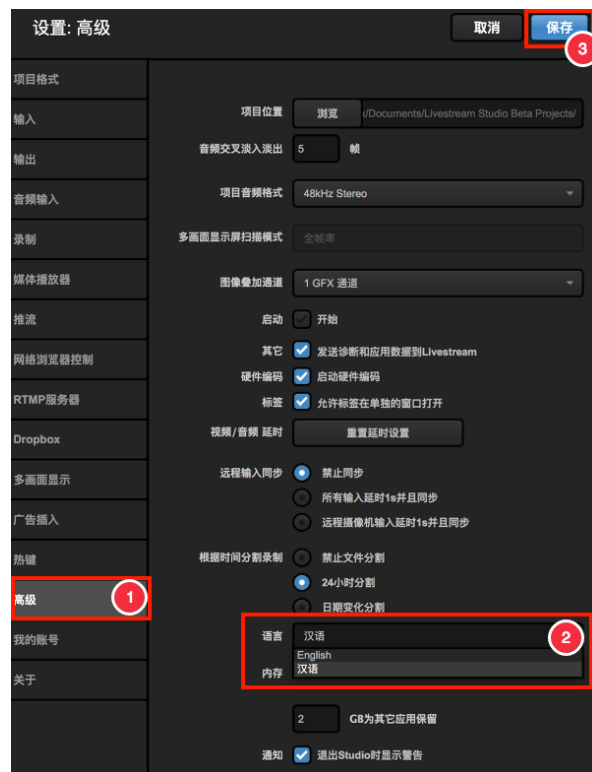 设置: 高级
取消
保存
3
项目格式
输入
输出
音频输入
录制
媒体播放器
推流
网络浏览器控制
RTMP服务器
Dropbox
多画面显示
广告插入
热键
高级
1
我的账号
关于
项目位置 浏览 /Documents/Livestream Studio Beta Projects/
音频交叉淡入淡出 5 帧
项目音频格式 48kHz Stereo
多画面显示屏扫描模式 全帧率
图像叠加通道 1 GFX 通道
启动 开始
其它 发送诊断和应用数据到Livestream
硬件编码 启动硬件编码
标签 允许标签在单独的窗口打开
视频/音频 延时 重置延时设置
远程输入同步 禁止同步
所有输入延时1s并且同步
远程摄像机输入延时1s并且同步
根据时间分割录制 禁止文件分割
24小时分割
日期变化分割
语言 汉语
2
English
汉语
内存
2 GB为其它应用保留
通知 退出Studio时显示警告